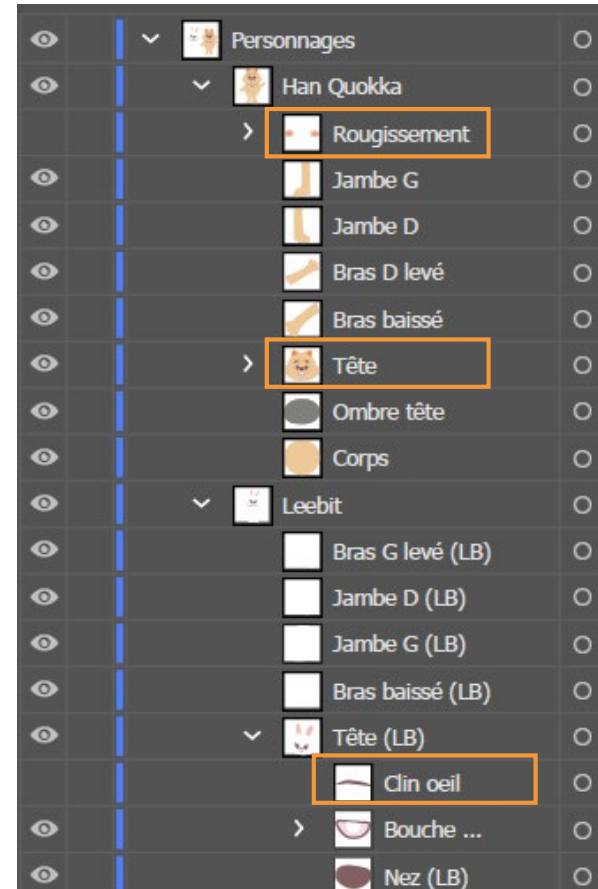 Personnages
Han Quokka
Rougissement
Jambe G
Jambe D
Bras D levé
Bras baissé
Tête
Ombre tête
Corps
Leebit
Bras G levé (LB)
Jambe D (LB)
Jambe G (LB)
Bras baissé (LB)
Tête (LB)
Clin oeil
Bouche ...
Nez (LB)